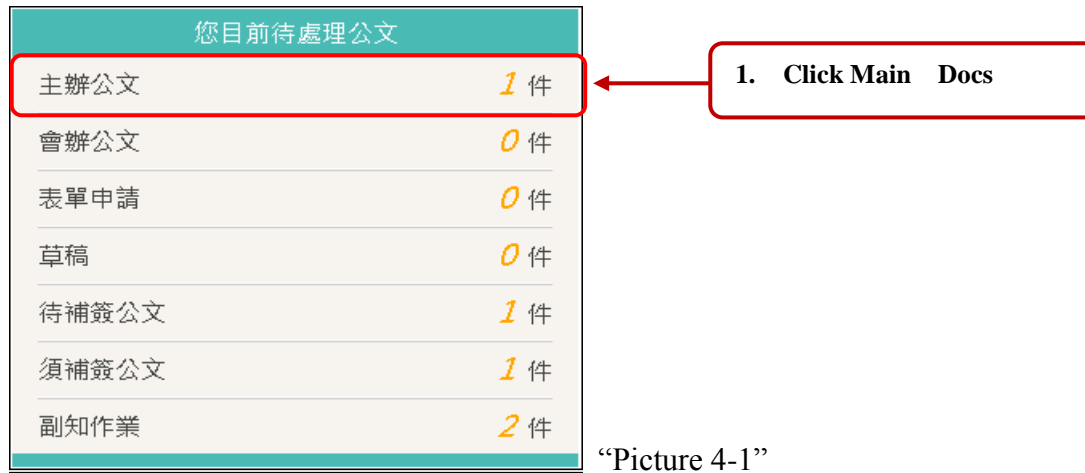 您目前待處理公文
主辦公文 1 件
1. Click Main Docs
會辦公文 0 件
表單申請 0 件
草稿 0 件
待補簽公文 1 件
須補簽公文 1 件
副知作業 2 件
“Picture 4-1”